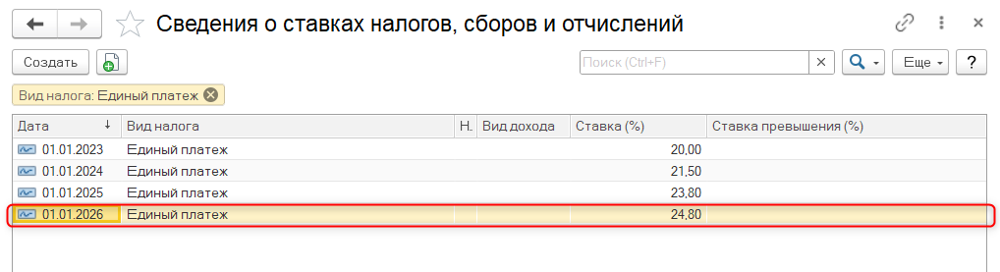 Сведения о ставках налогов, сборов и отчислений
Создать Поиск (Ctrl+F) × Еще ?
Вид налога: Единый платеж
Дата ↓ Вид налога Н. Вид дохода Ставка (%) Ставка превышения (%)
01.01.2023 Единый платеж 20,00
01.01.2024 Единый платеж 21,50
01.01.2025 Единый платеж 23,80
01.01.2026 Единый платеж 24,80